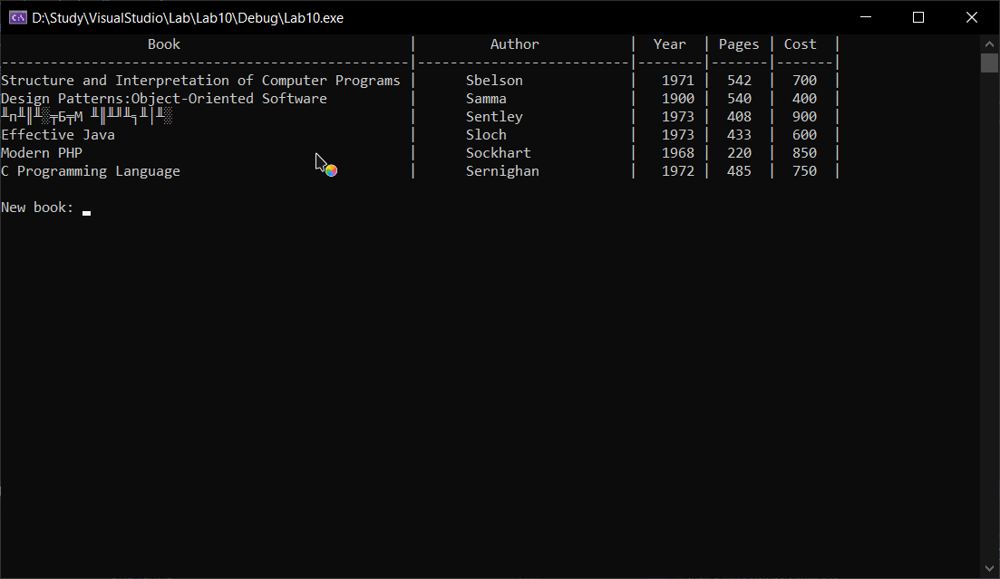 D:\Study\VisualStudio\Lab\Lab10\Debug\Lab10.exe
Book | Author | Year | Pages | Cost |
--------------------------------------------------|--------------------------|--------|-------|-------|
Structure and Interpretation of Computer Programs | Sbelson | 1971 | 542 | 700 |
Design Patterns:Object-Oriented Software | Samma | 1900 | 540 | 400 |
| Sentley | 1973 | 408 | 900 |
Effective Java | Sloch | 1973 | 433 | 600 |
Modern PHP | Sockhart | 1968 | 220 | 850 |
C Programming Language | Sernighan | 1972 | 485 | 750 |
New book: